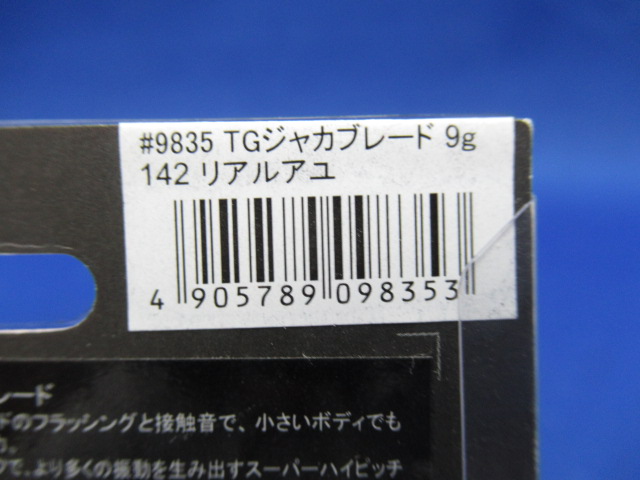 #9835 TGジャカブレード 9g
142 リアルアユ
4 905789 098353
レード
ドのフラッシングと接触音で、小さいボディでも
力。
で、より多くの振動を生み出すスーパーハイピッチ